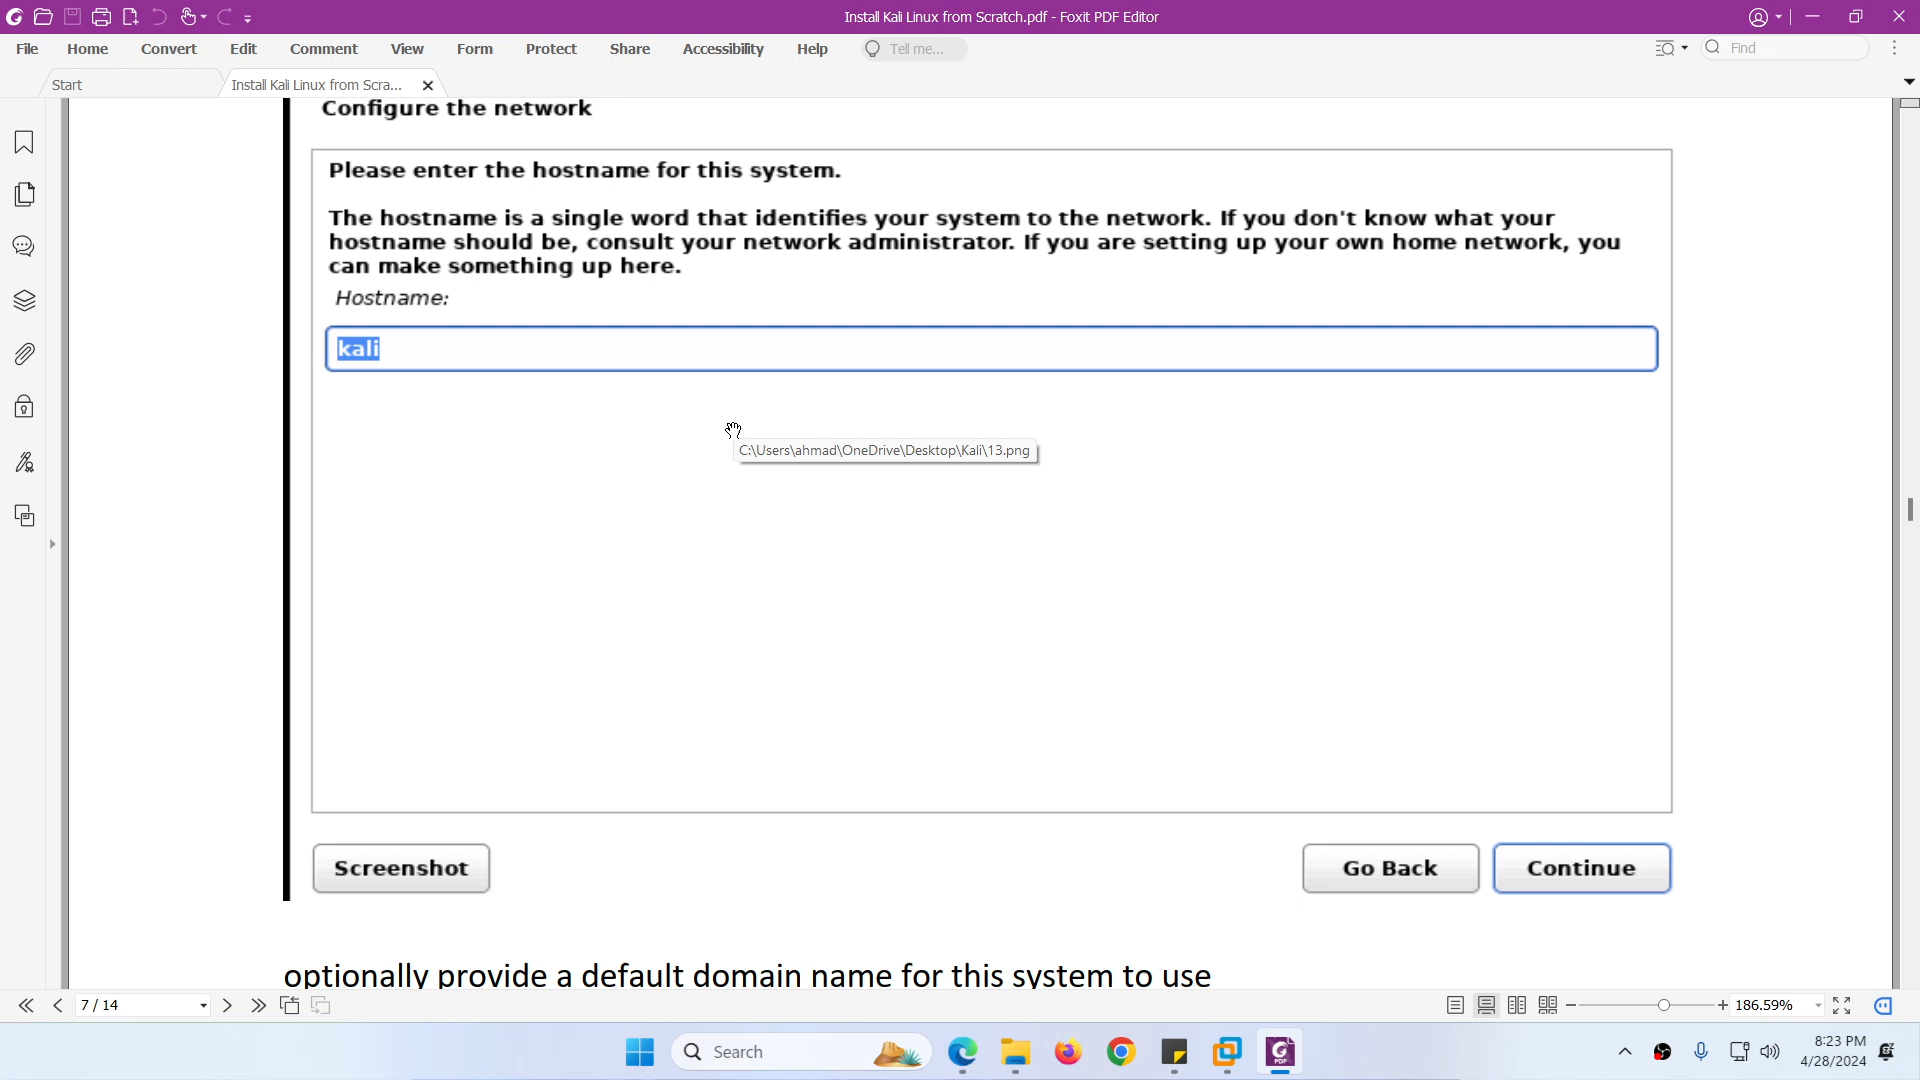 Install Kali Linux from Scratch.pdf - Foxit PDF Editor
File Home Convert Edit Comment View Form Protect Share Accessibility Help Tell me... Find
Start Install Kali Linux from Scra...
Configure the network
Please enter the hostname for this system.
The hostname is a single word that identifies your system to the network. If you don't know what your
hostname should be, consult your network administrator. If you are setting up your own home network, you
can make something up here.
Hostname:
kali
C:\Users\ahmad\OneDrive\Desktop\Kali\13.png
Screenshot Go Back Continue
optionally provide a default domain name for this system to use
7 / 14 186.59%
Search PDF 8:23 PM
4/28/2024